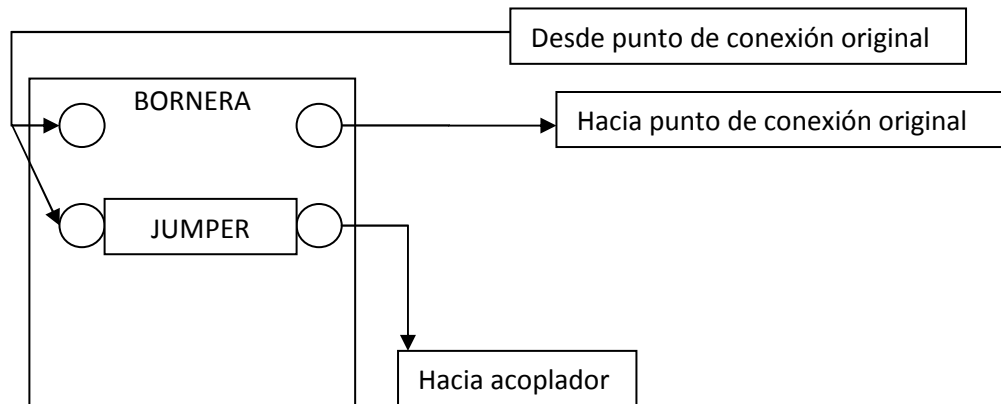 Desde punto de conexión original
BORNERA
Hacia punto de conexión original
JUMPER
Hacia acoplador